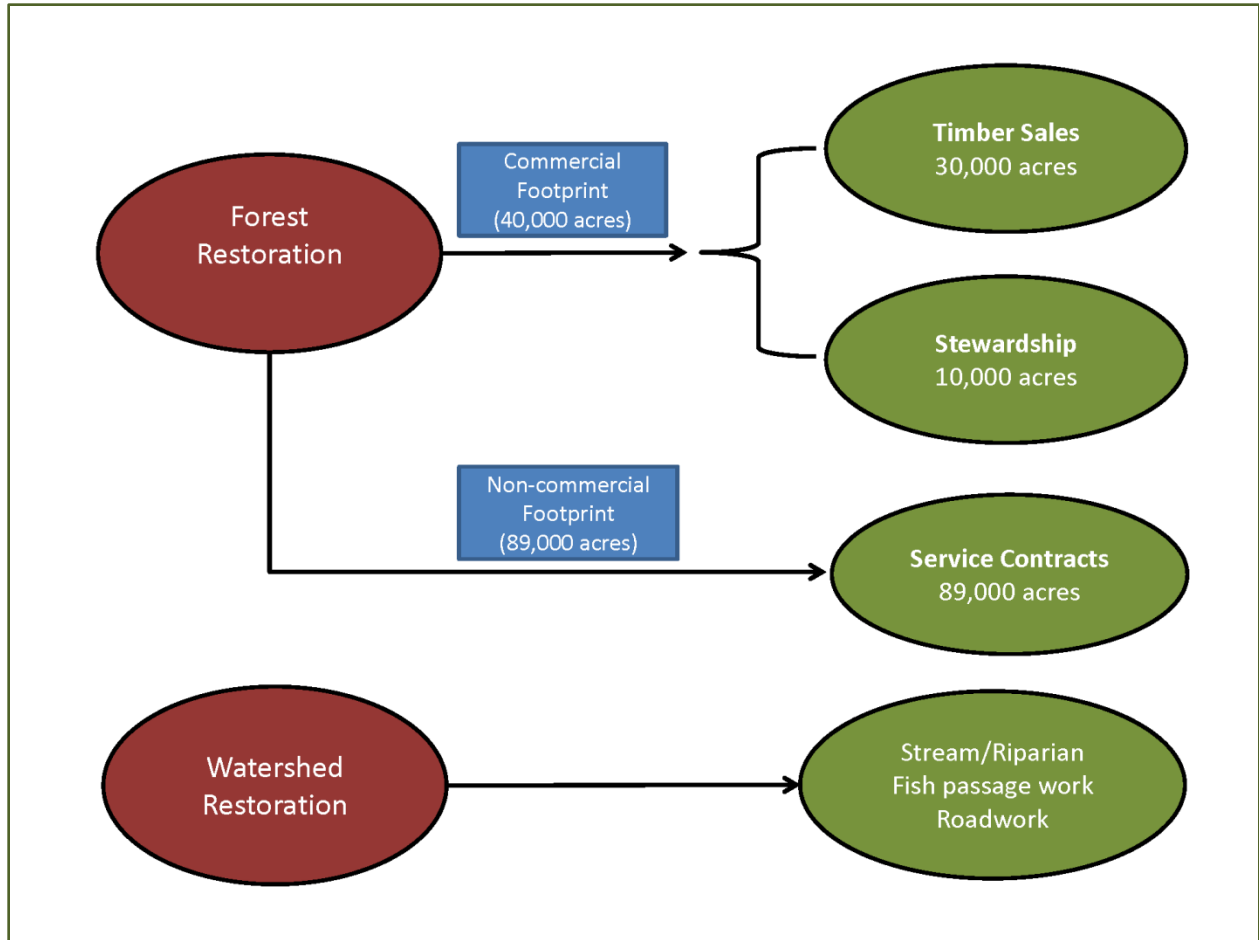 Forest
Restoration
Commercial
Footprint
(40,000 acres)
Timber Sales
30,000 acres
Stewardship
10,000 acres
Non-commercial
Footprint
(89,000 acres)
Service Contracts
89,000 acres
Watershed
Restoration
Stream/Riparian
Fish passage work
Roadwork